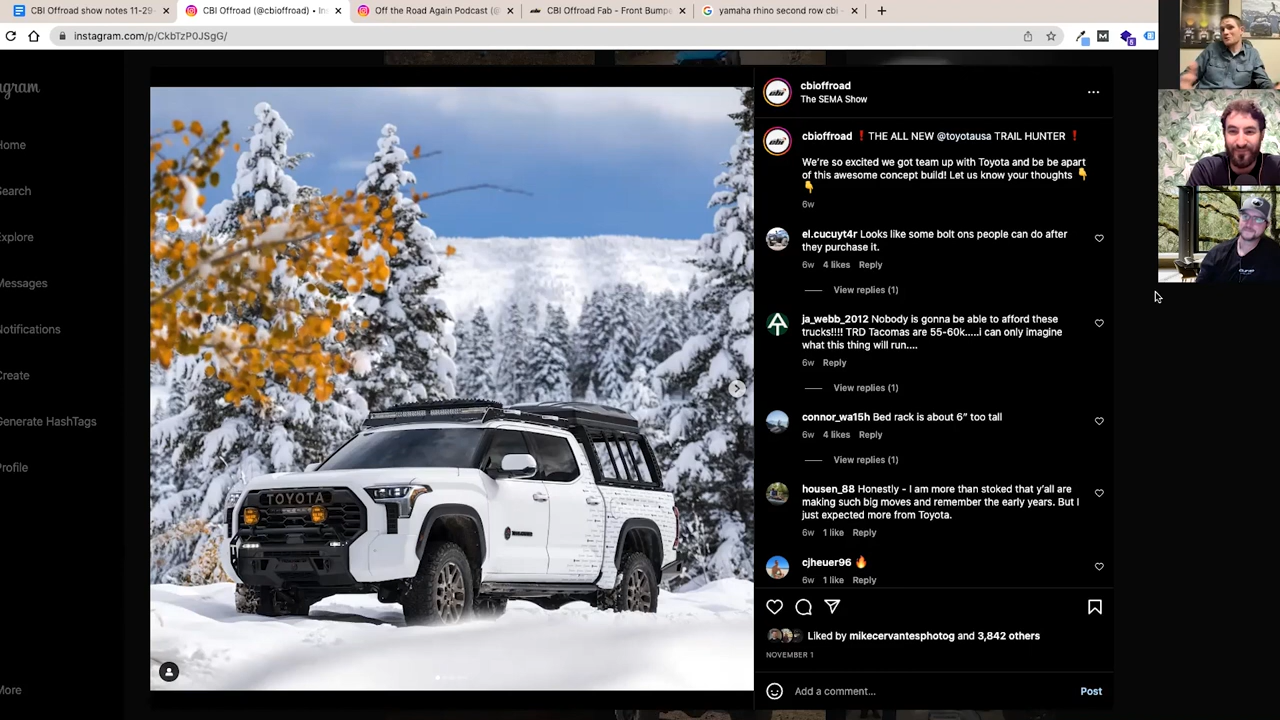 CBI Offroad show notes 11-29-
CBI Offroad (@cbioffroad) • In
Off the Road Again Podcast (@
CBI Offroad Fab - Front Bumpe
yamaha rhino second row cbi -
instagram.com/p/CkbTzP0JSgG/
gram
Home
Search
Explore
Messages
Notifications
Create
Generate HashTags
Profile
More
TOYOTA
cbi
cbioffroad
The SEMA Show
cbi
cbioffroad ❗ THE ALL NEW @toyotausa TRAIL HUNTER ❗
We're so excited we got team up with Toyota and be be apart
of this awesome concept build! Let us know your thoughts 👇
👇
6w
el.cucuyt4r Looks like some bolt ons people can do after
they purchase it.
6w 4 likes Reply
View replies (1)
ja_webb_2012 Nobody is gonna be able to afford these
trucks!!!! TRD Tacomas are 55-60k.....i can only imagine
what this thing will run....
6w Reply
View replies (1)
connor_wa15h Bed rack is about 6" too tall
6w 4 likes Reply
View replies (1)
housen_88 Honestly - I am more than stoked that y'all are
making such big moves and remember the early years. But I
just expected more from Toyota.
6w 1 like Reply
cjheuer96 🔥
6w 1 like Reply
Liked by mikecervantesphotog and 3,842 others
NOVEMBER 1
Add a comment...
Post